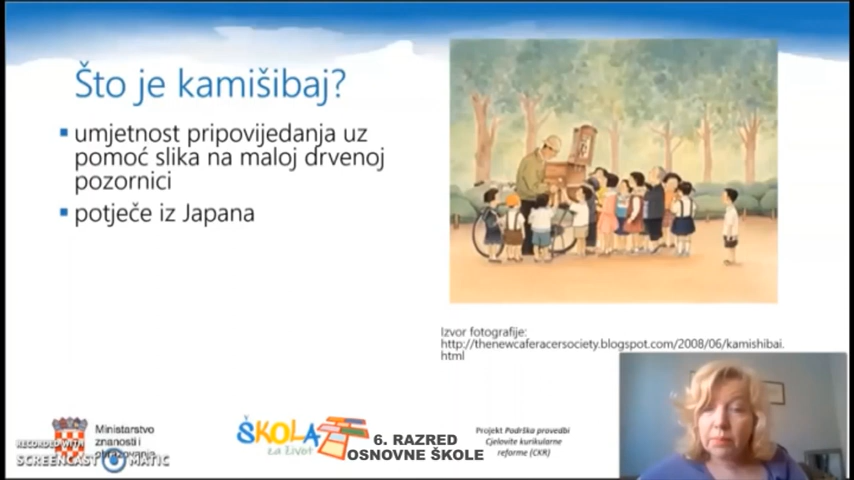 Što je kamišibaj?
umjetnost pripovijedanja uz
pomoć slika na maloj drvenoj
pozornici
potječe iz Japana
Izvor fotografije:
http://thenewcaferacersociety.blogspot.com/2008/06/kamishibai.
html
Ministarstvo
znanosti i
obrazovanja
RECORDED WITH
SCREENCAST MATIC
ŠKOLA
za život
6. RAZRED
OSNOVNE ŠKOLE
Projekt Podrška provedbi
Cjelovite kurikularne
reforme (CKR)